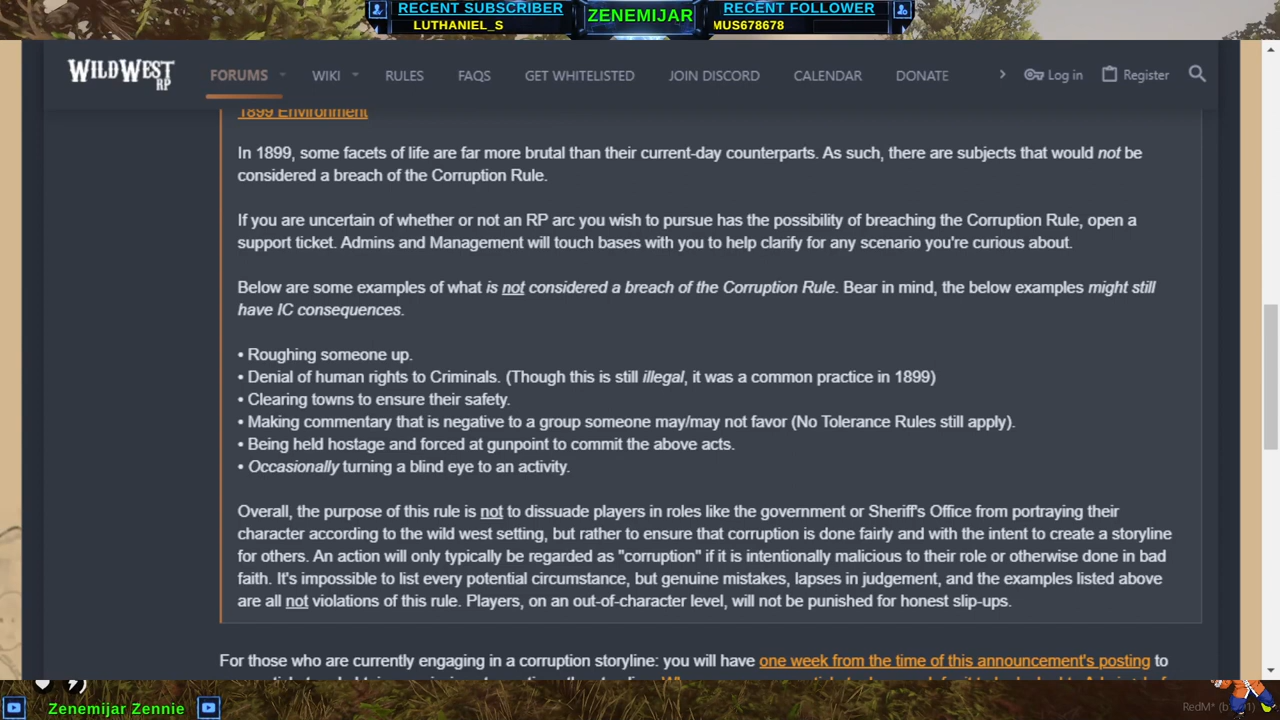 RECENT SUBSCRIBER
LUTHANIEL_S
ZENEMIJAR
RECENT FOLLOWER
MUS678678
WILD WEST RP
FORUMS WIKI RULES FAQS GET WHITELISTED JOIN DISCORD CALENDAR DONATE Log in Register
1899 Environment
In 1899, some facets of life are far more brutal than their current-day counterparts. As such, there are subjects that would not be
considered a breach of the Corruption Rule.
If you are uncertain of whether or not an RP arc you wish to pursue has the possibility of breaching the Corruption Rule, open a
support ticket. Admins and Management will touch bases with you to help clarify for any scenario you're curious about.
Below are some examples of what is not considered a breach of the Corruption Rule. Bear in mind, the below examples might still
have IC consequences.
• Roughing someone up.
• Denial of human rights to Criminals. (Though this is still illegal, it was a common practice in 1899)
• Clearing towns to ensure their safety.
• Making commentary that is negative to a group someone may/may not favor (No Tolerance Rules still apply).
• Being held hostage and forced at gunpoint to commit the above acts.
• Occasionally turning a blind eye to an activity.
Overall, the purpose of this rule is not to dissuade players in roles like the government or Sheriff's Office from portraying their
character according to the wild west setting, but rather to ensure that corruption is done fairly and with the intent to create a storyline
for others. An action will only typically be regarded as "corruption" if it is intentionally malicious to their role or otherwise done in bad
faith. It's impossible to list every potential circumstance, but genuine mistakes, lapses in judgement, and the examples listed above
are all not violations of this rule. Players, on an out-of-character level, will not be punished for honest slip-ups.
For those who are currently engaging in a corruption storyline: you will have one week from the time of this announcement's posting to
Zenemijar Zennie
RedM*